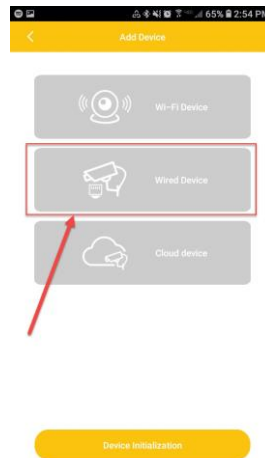 65% 2:54 PM
Add Device
Wi-Fi Device
Wired Device
Cloud device
Device Initialization